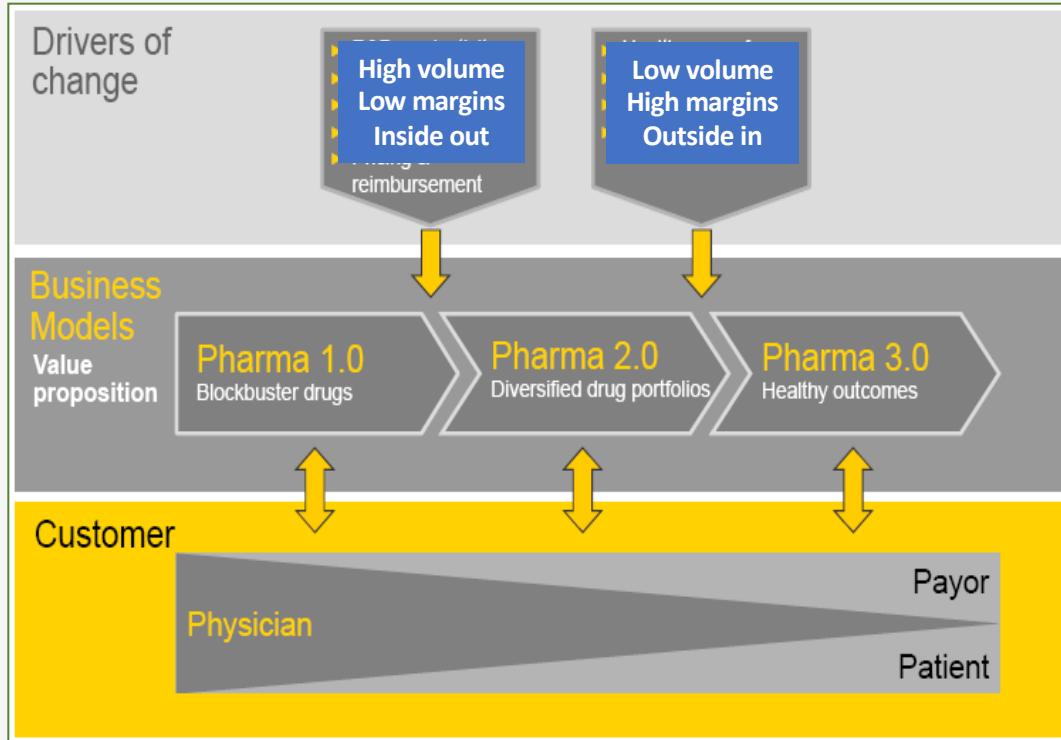 Drivers of
change
High volume
Low margins
Inside out
reimbursement
Low volume
High margins
Outside in
Business
Models
Value
proposition
Pharma 1.0
Blockbuster drugs
Pharma 2.0
Diversified drug portfolios
Pharma 3.0
Healthy outcomes
Customer
Physician
Payor
Patient